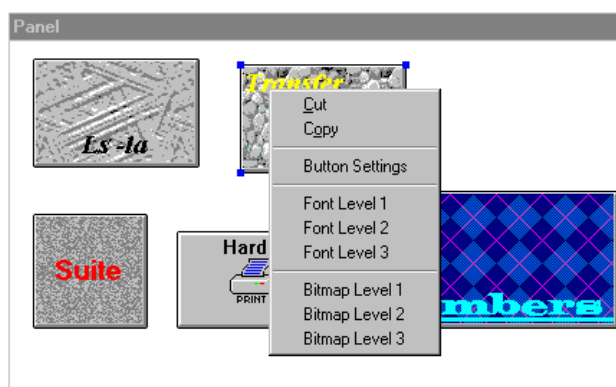 Panel
Ls -la
Transfer
Cut
Copy
Button Settings
Font Level 1
Font Level 2
Font Level 3
Bitmap Level 1
Bitmap Level 2
Bitmap Level 3
Suite
Hard
PRINT
mbers